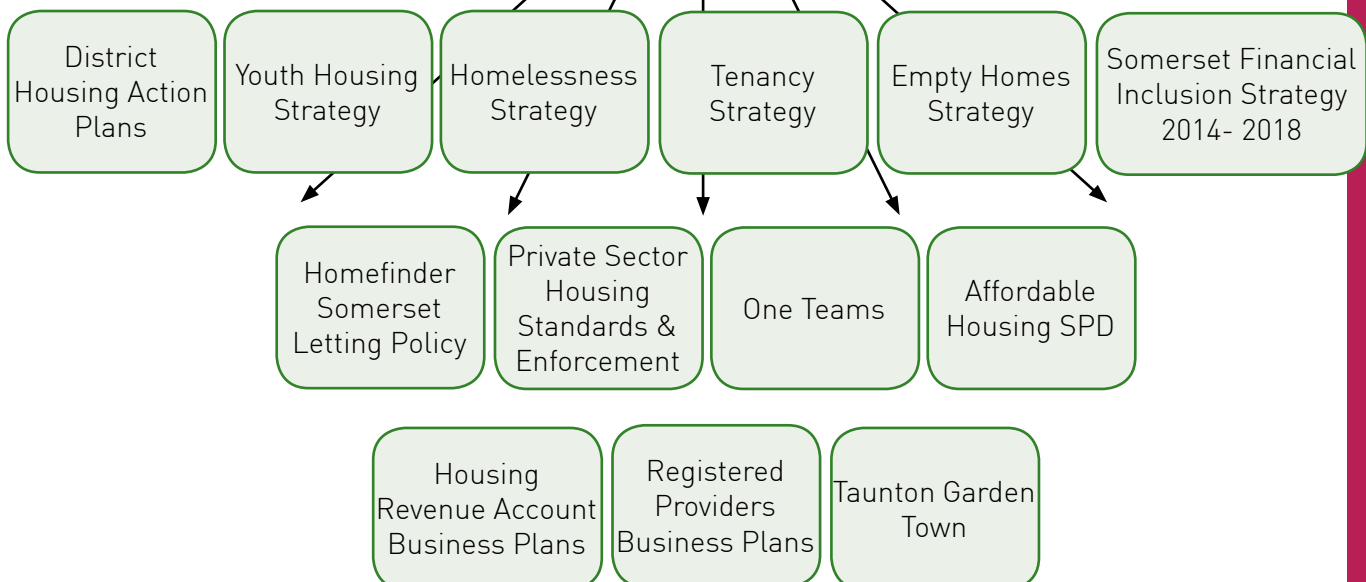 District
Housing Action
Plans
Youth Housing
Strategy
Homelessness
Strategy
Tenancy
Strategy
Empty Homes
Strategy
Somerset Financial
Inclusion Strategy
2014- 2018
Homefinder
Somerset
Letting Policy
Private Sector
Housing
Standards &
Enforcement
One Teams
Affordable
Housing SPD
Housing
Revenue Account
Business Plans
Registered
Providers
Business Plans
Taunton Garden
Town